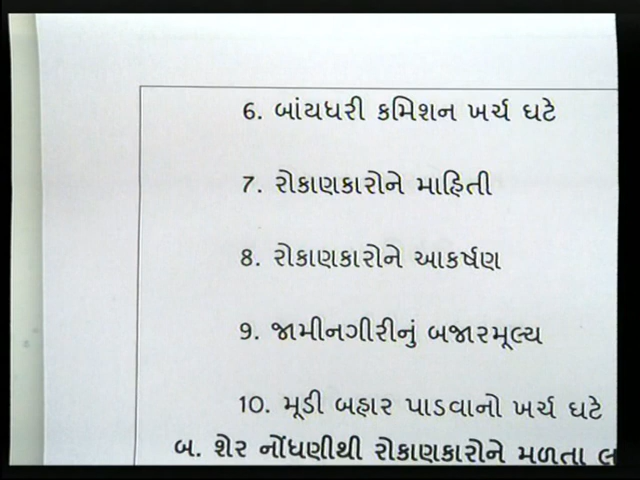 6. બાંયધરી કમિશન ખર્ચ ઘટે
7. રોકાણકારોને માહિતી
8. રોકાણકારોને આકર્ષણ
9. જામીનગીરીનું બજારમૂલ્ય
10. મૂડી બહાર પાડવાનો ખર્ચ ઘટે
બ. શેર નોંધણીથી રોકાણકારોને મળતા